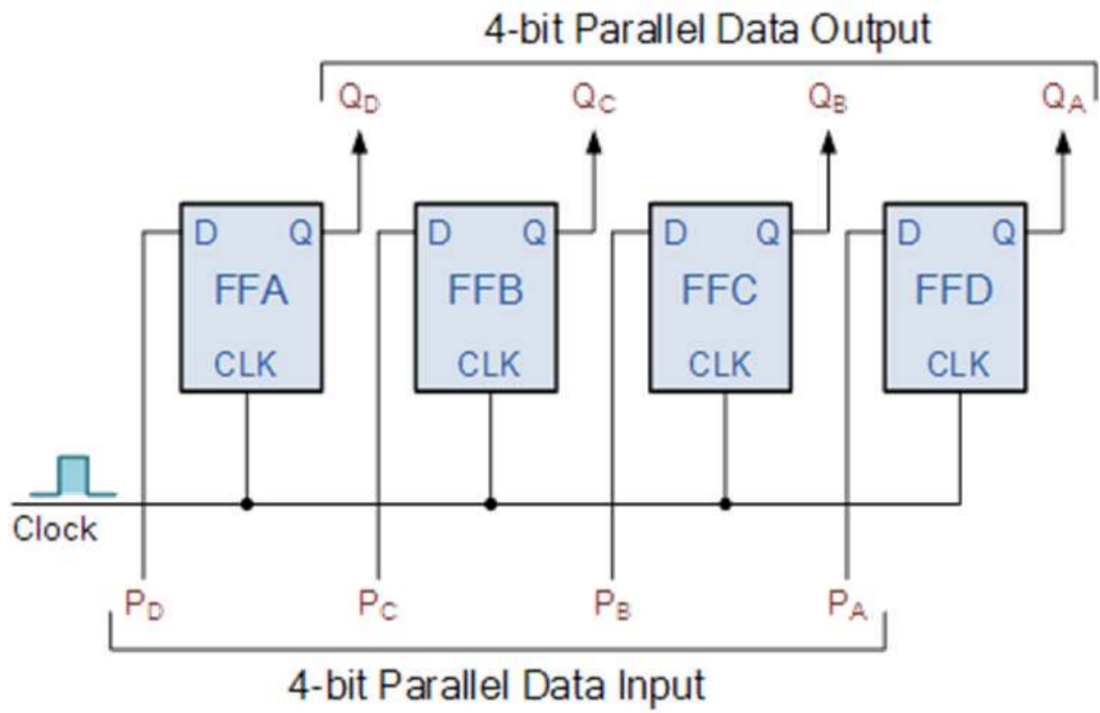 4-bit Parallel Data Output
QD QC QB QA
D Q D Q D Q D Q
FFA FFB FFC FFD
CLK CLK CLK CLK
Clock
PD PC PB PA
4-bit Parallel Data Input